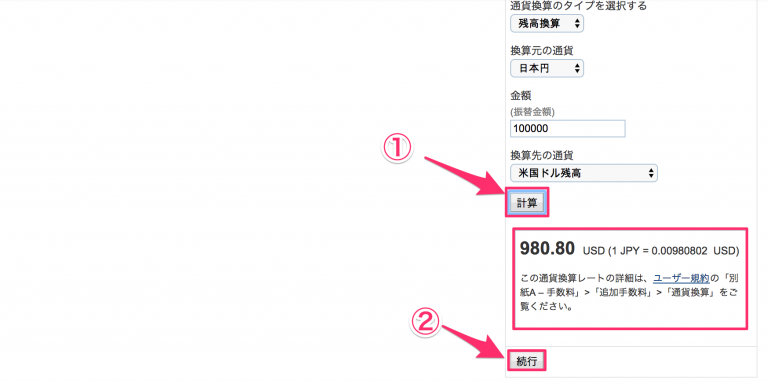 通貨換算のタイプを選択する
残高換算
換算元の通貨
日本円
金額
(振替金額)
100000
換算先の通貨
米国ドル残高
①
計算
980.80 USD (1 JPY = 0.00980802 USD)
この通貨換算レートの詳細は、ユーザー規約の「別
紙A – 手数料」>「追加手数料」>「通貨換算」をご
覧ください。
②
続行